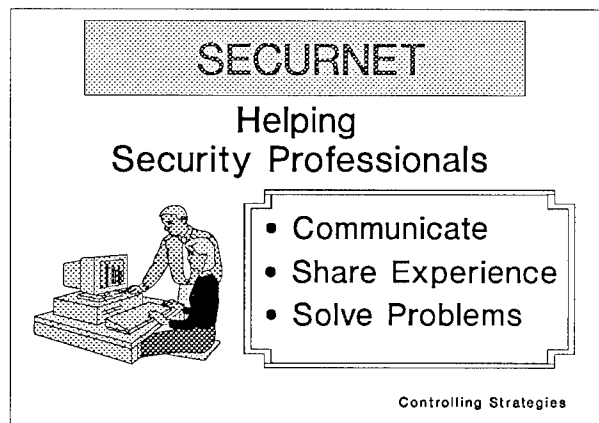 SECURNET
Helping
Security Professionals
• Communicate
• Share Experience
• Solve Problems
Controlling Strategies